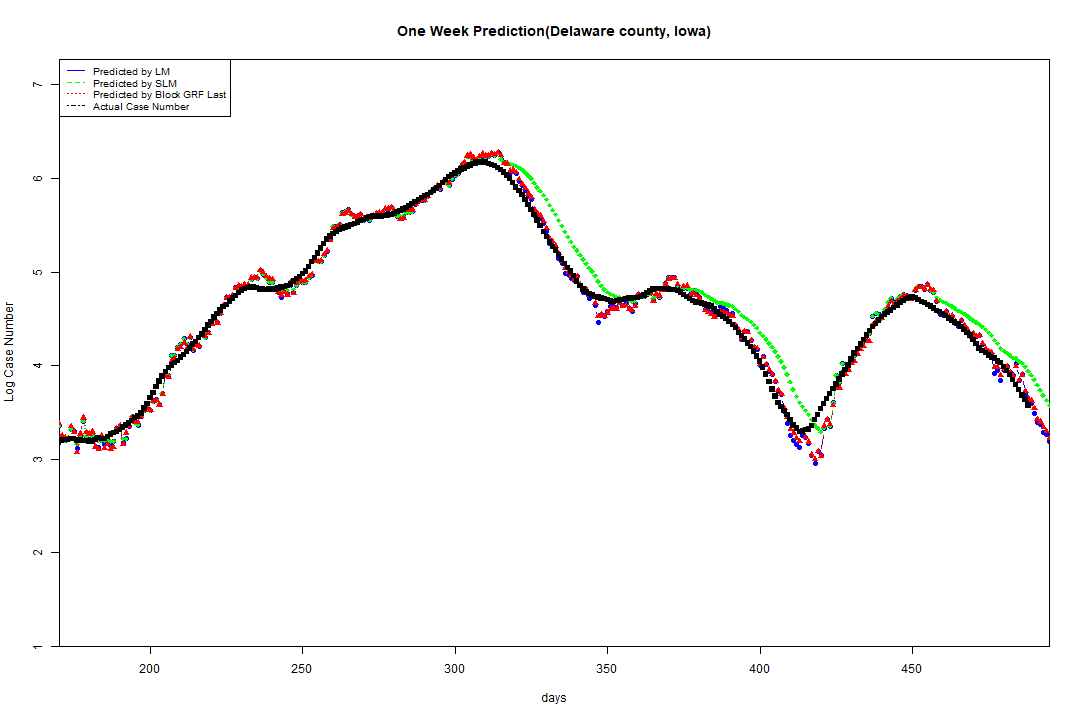 One Week Prediction(Delaware county, Iowa)
Predicted by LM
Predicted by SLM
Predicted by Block GRF Last
Actual Case Number
7
6
5
4
3
2
1
Log Case Number
200 250 300 350 400 450
days